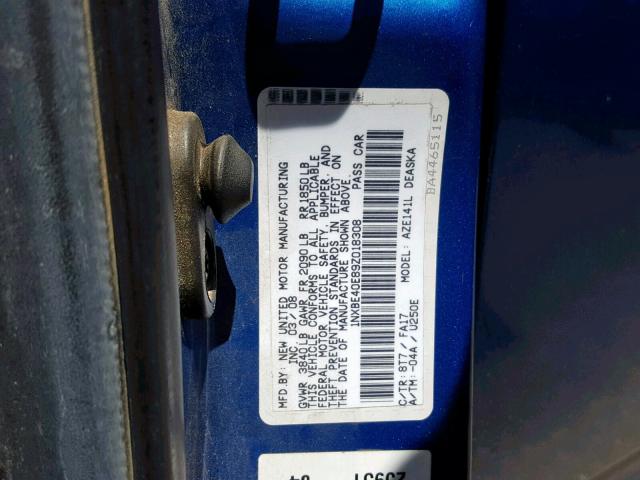 MFD.BY: NEW UNITED MOTOR MANUFACTURING
INC. 03/08
GVWR 3840LB GAWR FR 2090LB RR1850LB
THIS VEHICLE CONFORMS TO ALL APPLICABLE
FEDERAL MOTOR VEHICLE SAFETY, BUMPER, AND
THEFT PREVENTION STANDARDS IN EFFECT ON
THE DATE OF MANUFACTURE SHOWN ABOVE.
1NXBE40E89Z018308 PASS CAR
C/TR: 8T7 / FA17 MODEL: AZE141L DEASKA
A/TM: -04A / U250E
BA4465115